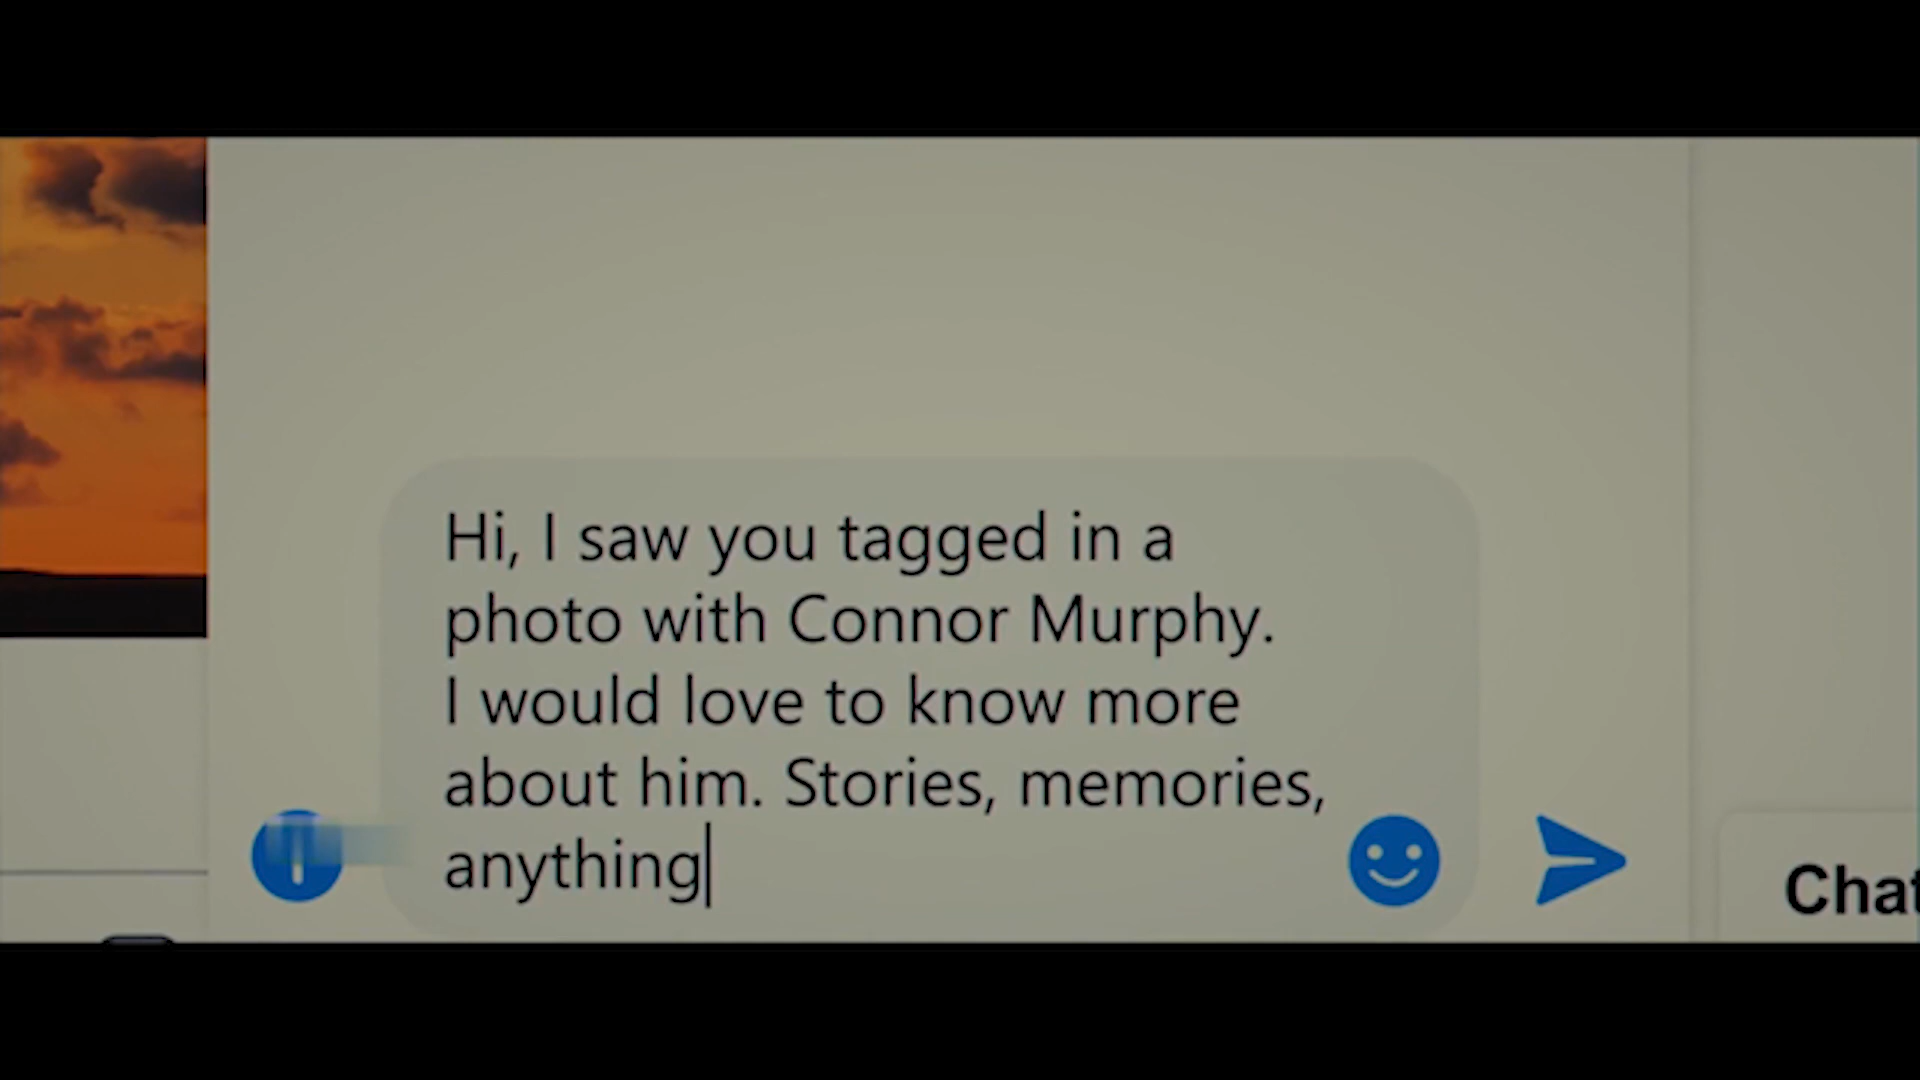 Hi, I saw you tagged in a
photo with Connor Murphy.
I would love to know more
about him. Stories, memories,
anything
Chat